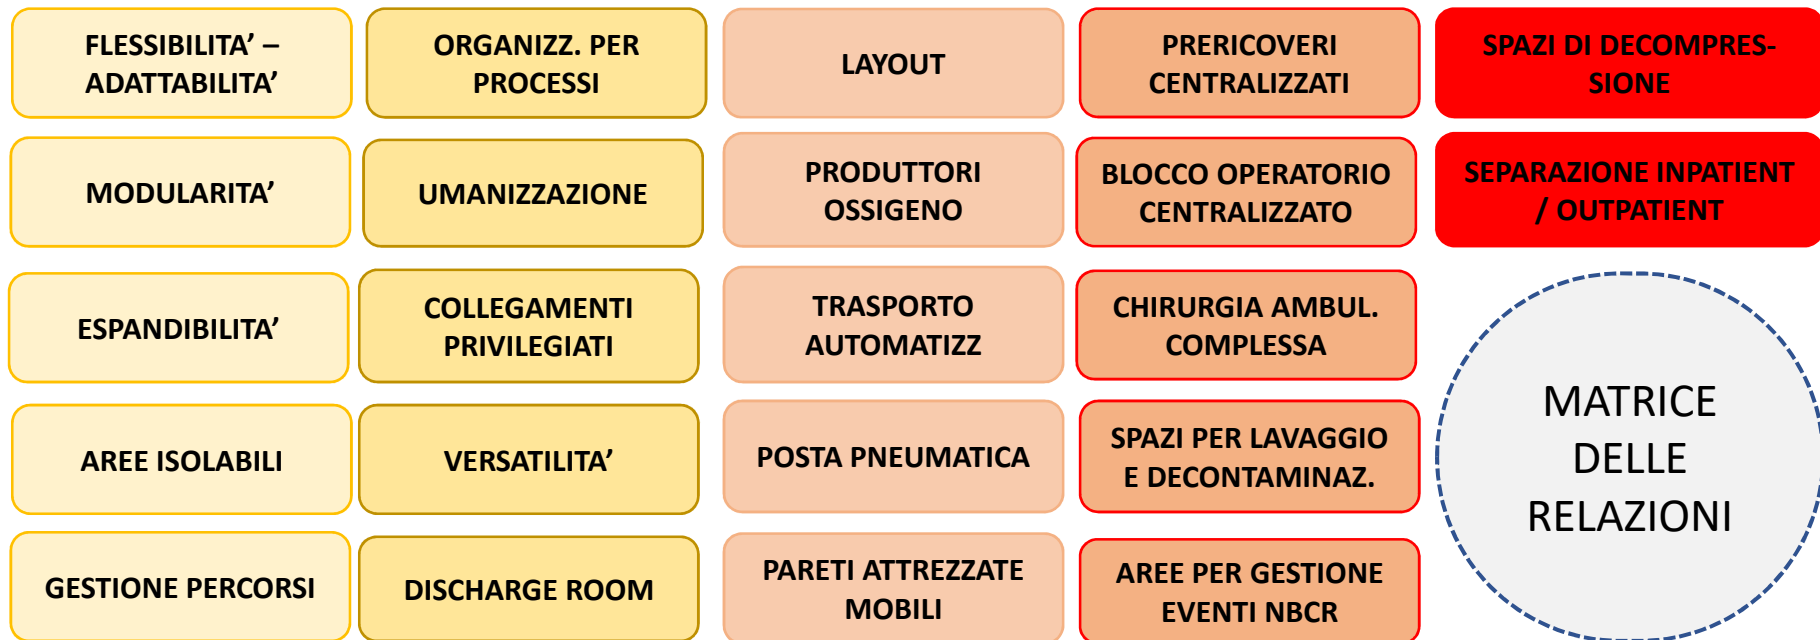 FLESSIBILITA’ –
ADATTABILITA’
ORGANIZZ. PER
PROCESSI
LAYOUT
PRERICOVERI
CENTRALIZZATI
SPAZI DI DECOMPRES-
SIONE
MODULARITA’
UMANIZZAZIONE
PRODUTTORI
OSSIGENO
BLOCCO OPERATORIO
CENTRALIZZATO
SEPARAZIONE INPATIENT
/ OUTPATIENT
ESPANDIBILITA’
COLLEGAMENTI
PRIVILEGIATI
TRASPORTO
AUTOMATIZZ
CHIRURGIA AMBUL.
COMPLESSA
AREE ISOLABILI
VERSATILITA’
POSTA PNEUMATICA
SPAZI PER LAVAGGIO
E DECONTAMINAZ.
MATRICE
DELLE
RELAZIONI
GESTIONE PERCORSI
DISCHARGE ROOM
PARETI ATTREZZATE
MOBILI
AREE PER GESTIONE
EVENTI NBCR